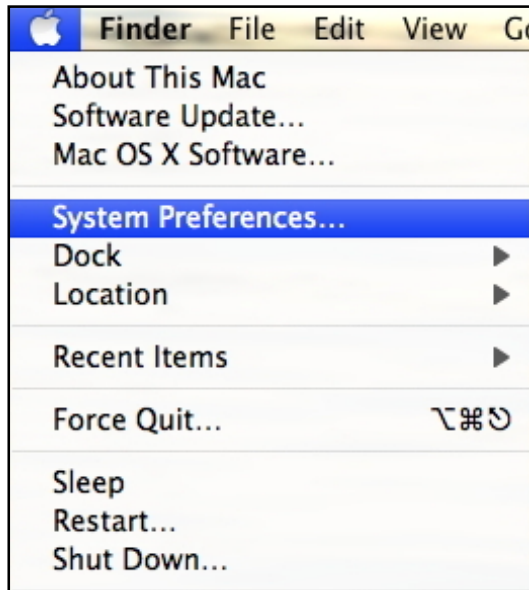 Finder File Edit View
About This Mac
Software Update...
Mac OS X Software...
System Preferences...
Dock
Location
Recent Items
Force Quit... ⌥⌘⎋
Sleep
Restart...
Shut Down...